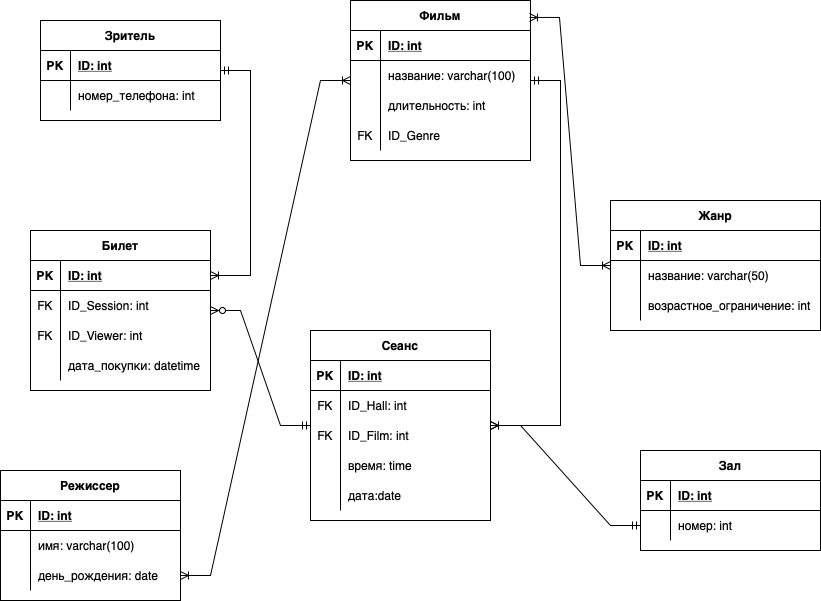 Зритель
PK ID: int
номер_телефона: int
Фильм
PK ID: int
название: varchar(100)
длительность: int
FK ID_Genre
Жанр
PK ID: int
название: varchar(50)
возрастное_ограничение: int
Билет
PK ID: int
FK ID_Session: int
FK ID_Viewer: int
дата_покупки: datetime
Сеанс
PK ID: int
FK ID_Hall: int
FK ID_Film: int
время: time
дата:date
Режиссер
PK ID: int
имя: varchar(100)
день_рождения: date
Зал
PK ID: int
номер: int